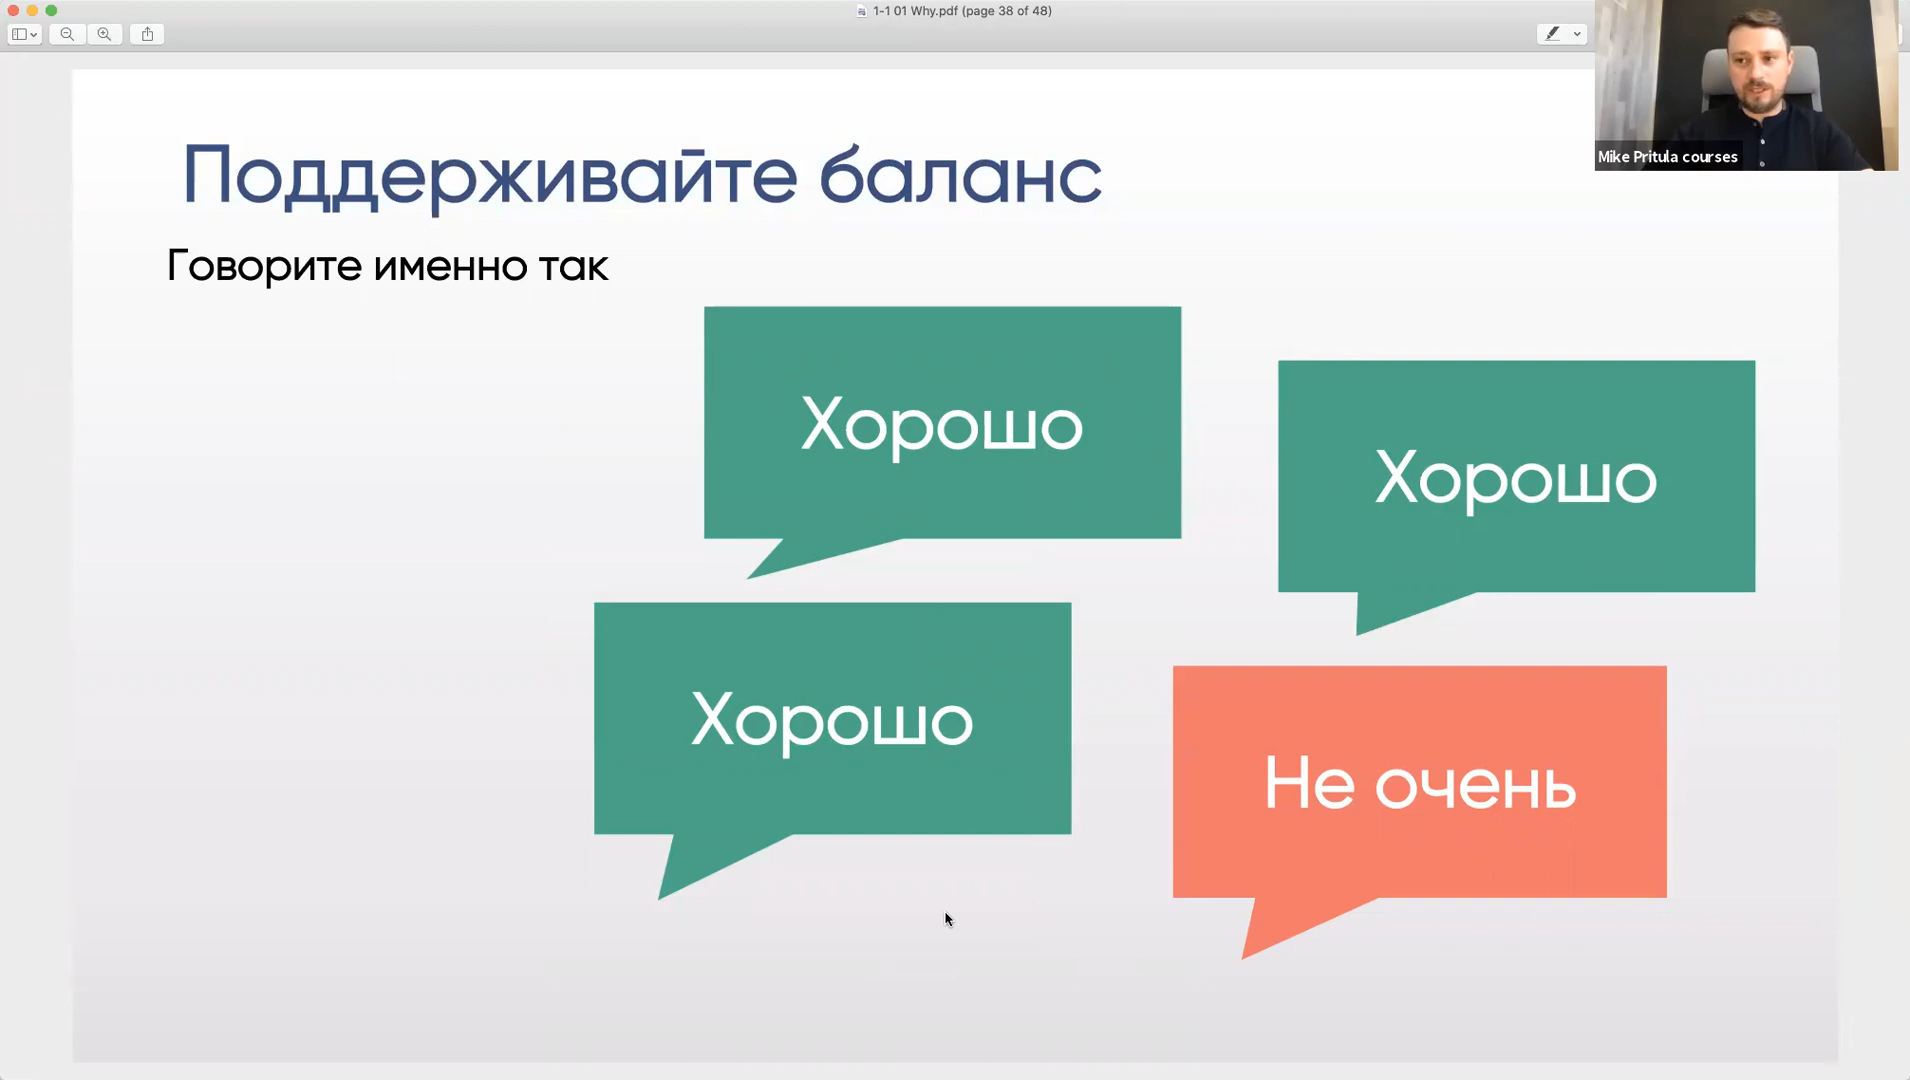 1-1 01 Why.pdf (page 38 of 48)
Mike Pritula courses
Поддерживайте баланс
Говорите именно так
Хорошо
Хорошо
Хорошо
Не очень